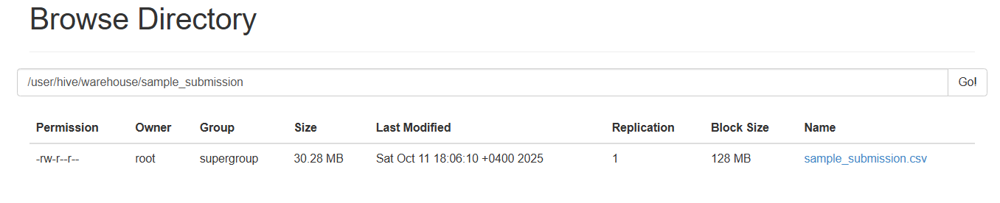 Browse Directory
/user/hive/warehouse/sample_submission Go!
Permission Owner Group Size Last Modified Replication Block Size Name
-rw-r--r-- root supergroup 30.28 MB Sat Oct 11 18:06:10 +0400 2025 1 128 MB sample_submission.csv